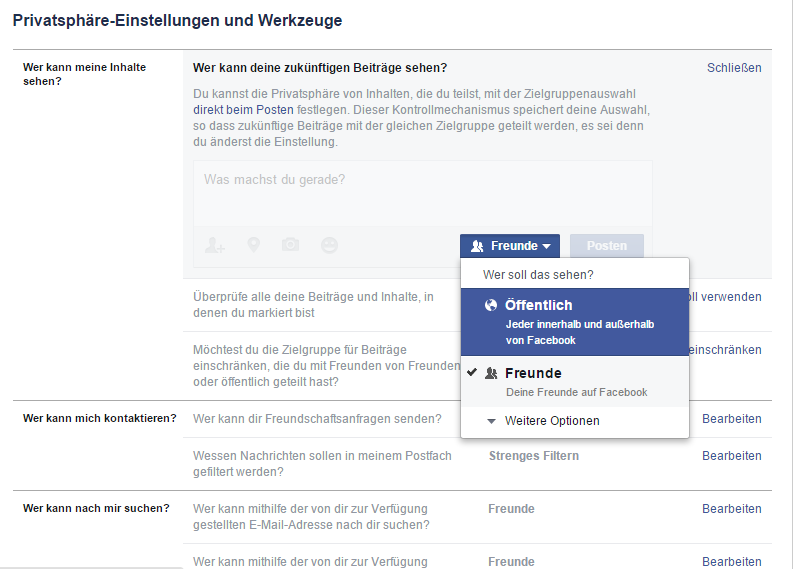 Privatsphäre-Einstellungen und Werkzeuge
Wer kann meine Inhalte
sehen?
Wer kann deine zukünftigen Beiträge sehen?
Schließen
Du kannst die Privatsphäre von Inhalten, die du teilst, mit der Zielgruppenauswahl
direkt beim Posten festlegen. Dieser Kontrollmechanismus speichert deine Auswahl,
so dass zukünftige Beiträge mit der gleichen Zielgruppe geteilt werden, es sei denn
du änderst die Einstellung.
Was machst du gerade?
Freunde
Posten
Wer soll das sehen?
Öffentlich
Jeder innerhalb und außerhalb
von Facebook
Freunde
Deine Freunde auf Facebook
Weitere Optionen
Überprüfe alle deine Beiträge und Inhalte, in
denen du markiert bist
verwenden
Möchtest du die Zielgruppe für Beiträge
einschränken, die du mit Freunden von Freunden
oder öffentlich geteilt hast?
einschränken
Wer kann mich kontaktieren?
Wer kann dir Freundschaftsanfragen senden?
Bearbeiten
Wessen Nachrichten sollen in meinem Postfach
gefiltert werden?
Strenges Filtern
Bearbeiten
Wer kann nach mir suchen?
Wer kann mithilfe der von dir zur Verfügung
gestellten E-Mail-Adresse nach dir suchen?
Freunde
Bearbeiten
Wer kann mithilfe der von dir zur Verfügung
Freunde
Bearbeiten